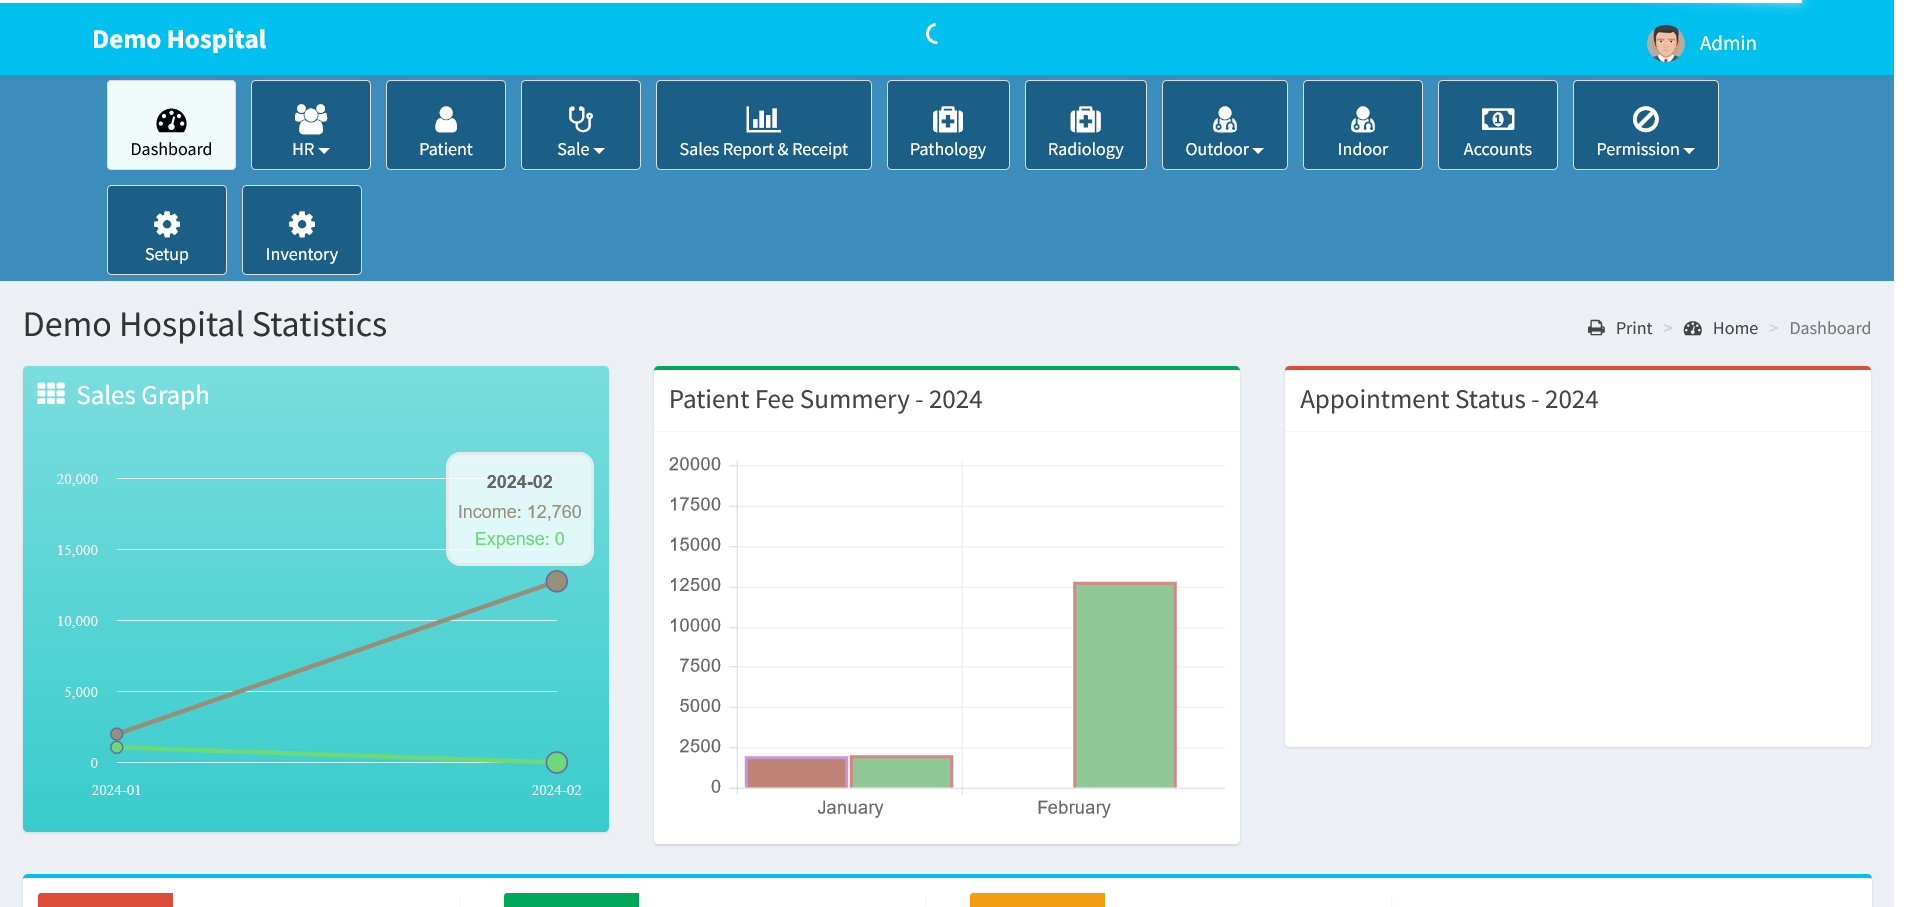 Demo Hospital
Admin
Dashboard
HR
Patient
Sale
Sales Report & Receipt
Pathology
Radiology
Outdoor
Indoor
Accounts
Permission
Setup
Inventory
Demo Hospital Statistics
Print > Home > Dashboard
Sales Graph
20,000
15,000
10,000
5,000
0
2024-01
2024-02
2024-02
Income: 12,760
Expense: 0
Patient Fee Summery - 2024
20000
17500
15000
12500
10000
7500
5000
2500
0
January
February
Appointment Status - 2024